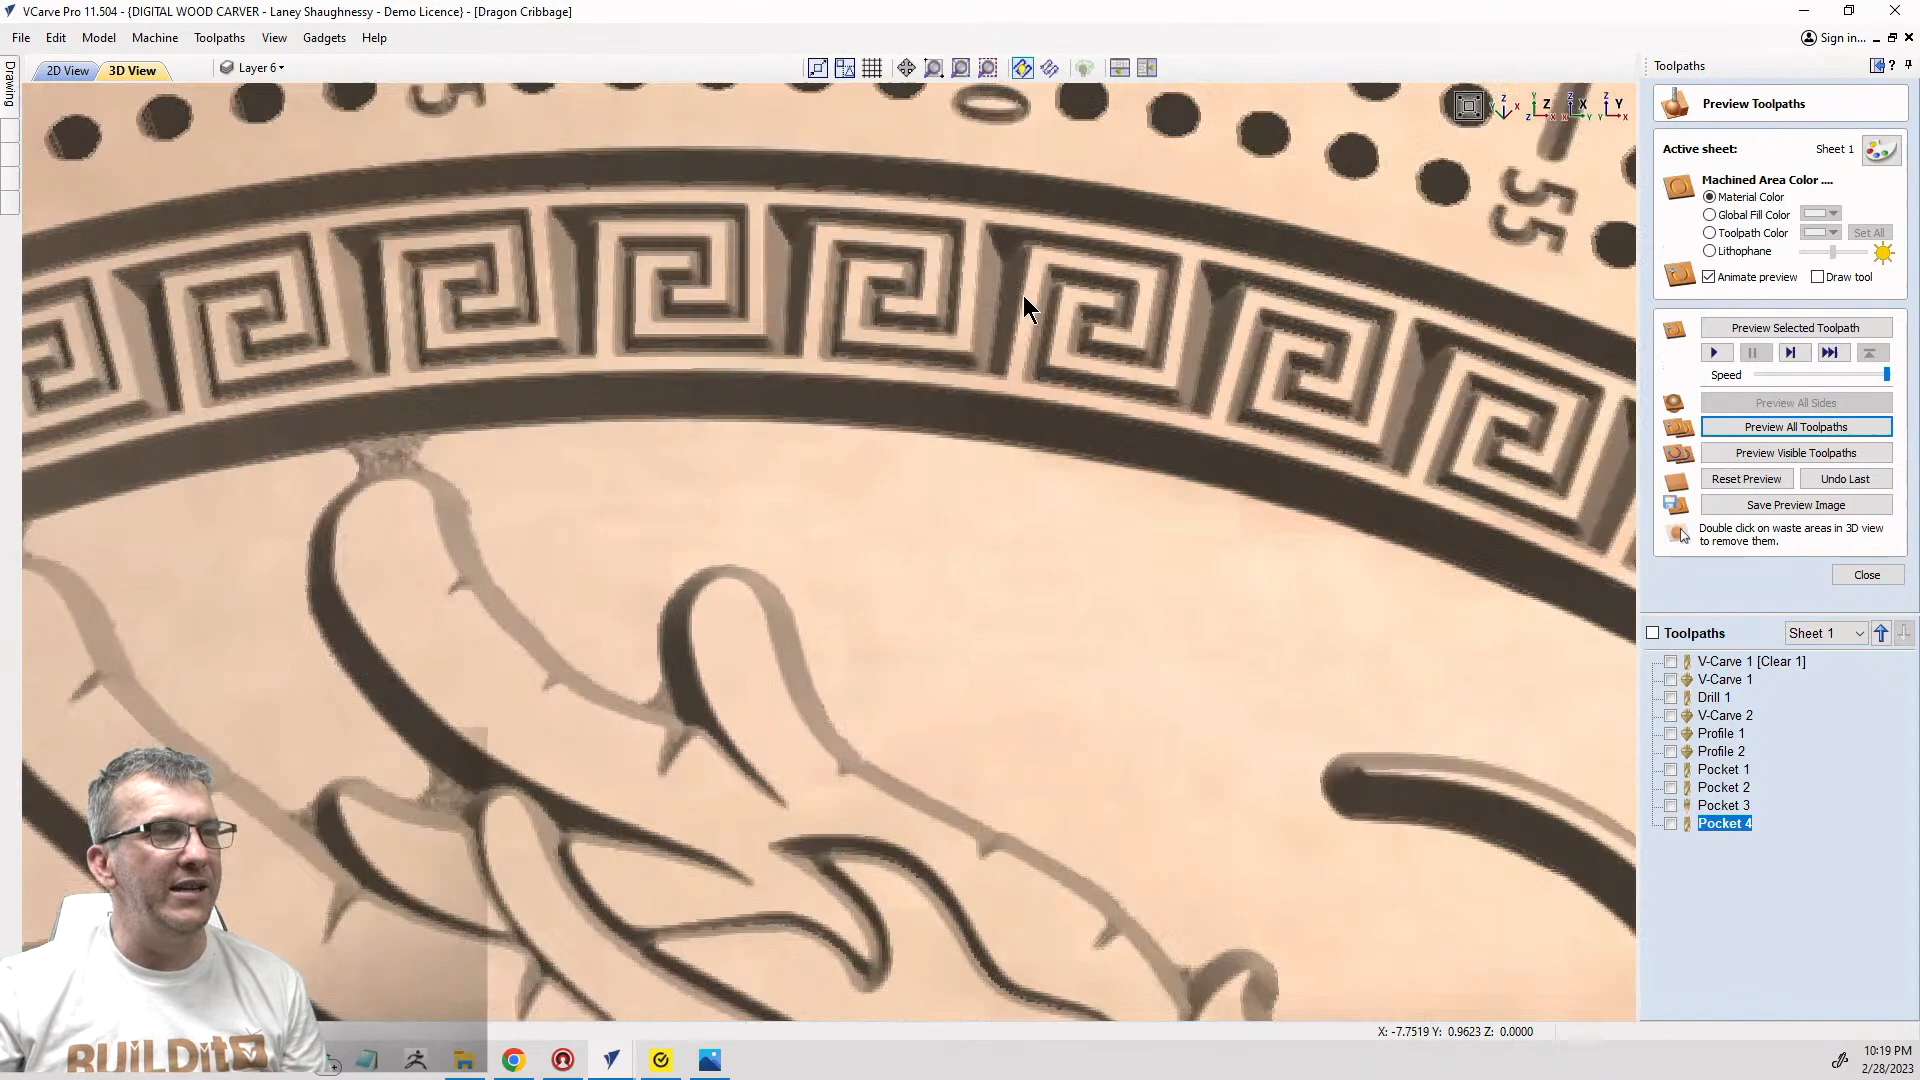 VCarve Pro 11.504 - {DIGITAL WOOD CARVER - Laney Shaughnessy - Demo Licence} - [Dragon Cribbage]
File Edit Model Machine Toolpaths View Gadgets Help
Sign in...
Drawing
2D View 3D View Layer 6
Toolpaths
Preview Toolpaths
Active sheet: Sheet 1
Machined Area Color ....
Material Color
Global Fill Color
Toolpath Color Set All
Lithophane
Animate preview Draw tool
Preview Selected Toolpath
Speed
Preview All Sides
Preview All Toolpaths
Preview Visible Toolpaths
Reset Preview Undo Last
Save Preview Image
Double click on waste areas in 3D view
to remove them.
Close
Toolpaths Sheet 1
V-Carve 1 [Clear 1]
V-Carve 1
Drill 1
V-Carve 2
Profile 1
Profile 2
Pocket 1
Pocket 2
Pocket 3
Pocket 4
55
BUILDit
X: -7.7519 Y: 0.9623 Z: 0.0000
10:19 PM
2/28/2023